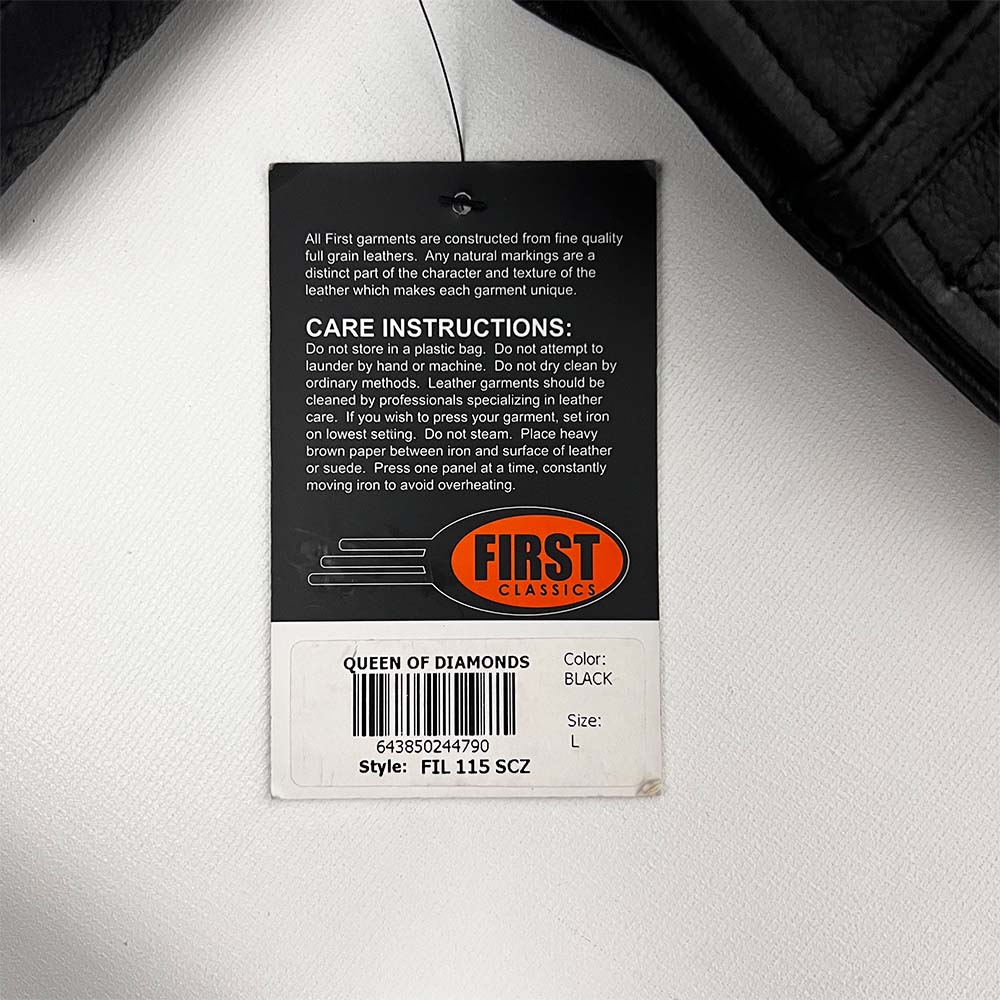 All First garments are constructed from fine quality
full grain leathers. Any natural markings are a
distinct part of the character and texture of the
leather which makes each garment unique.
CARE INSTRUCTIONS:
Do not store in a plastic bag. Do not attempt to
launder by hand or machine. Do not dry clean by
ordinary methods. Leather garments should be
cleaned by professionals specializing in leather
care. If you wish to press your garment, set iron
on lowest setting. Do not steam. Place heavy
brown paper between iron and surface of leather
or suede. Press one panel at a time, constantly
moving iron to avoid overheating.
FIRST
CLASSICS
QUEEN OF DIAMONDS
643850244790
Style: FIL 115 SCZ
Color:
BLACK
Size:
L